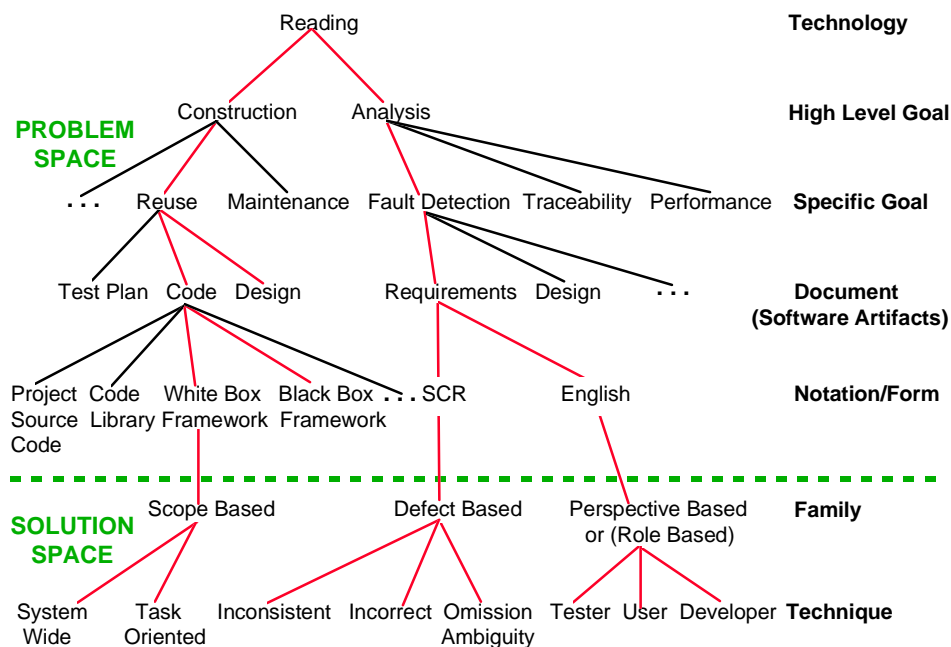 Reading Technology
Construction Analysis High Level Goal
PROBLEM
SPACE
. . . Reuse Maintenance Fault Detection Traceability Performance Specific Goal
Test Plan Code Design Requirements Design . . . Document
(Software Artifacts)
Project Code White Box Black Box . . . SCR English Notation/Form
Source Library Framework Framework
Code
Scope Based Defect Based Perspective Based Family
or (Role Based)
SOLUTION
SPACE
System Task Inconsistent Incorrect Omission Tester User Developer Technique
Wide Oriented Ambiguity